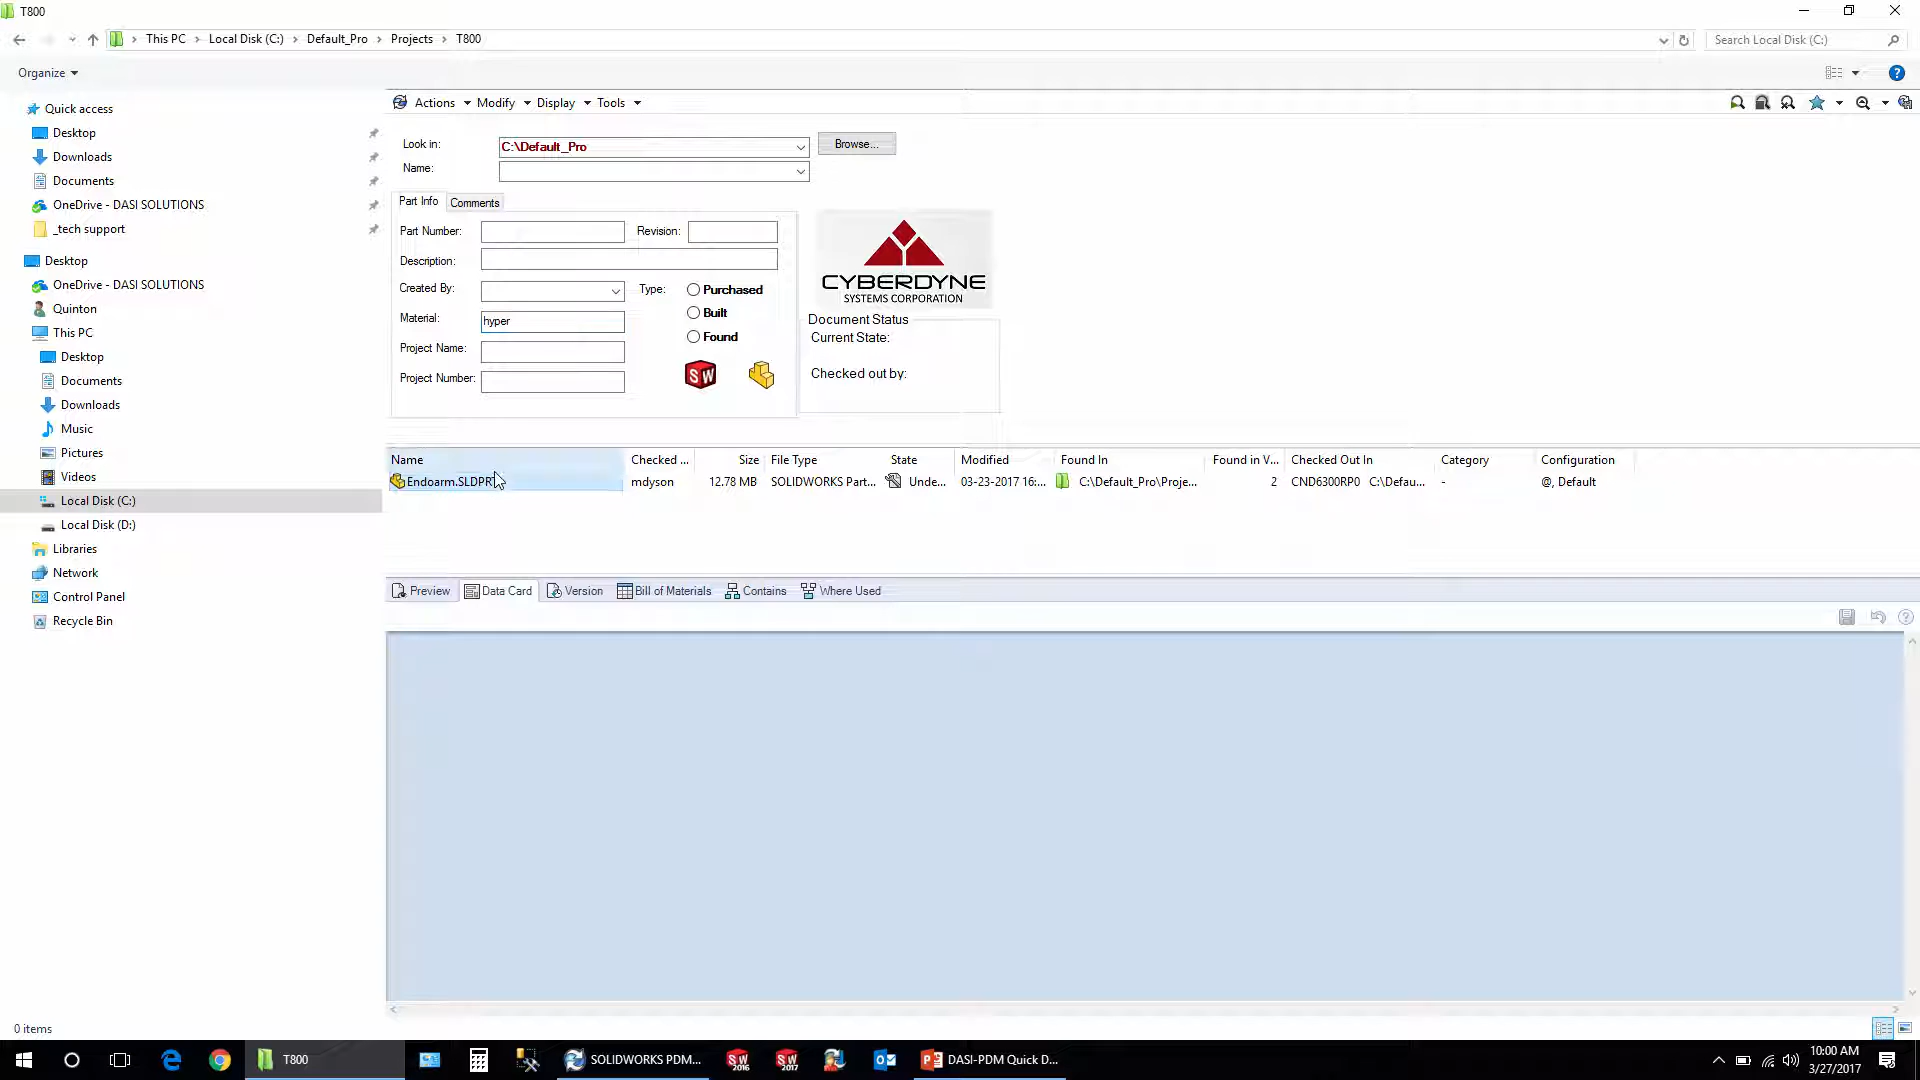 T800
This PC > Local Disk (C:) > Default_Pro > Projects > T800
Search Local Disk (C:)
Organize
Quick access
Desktop
Downloads
Documents
OneDrive - DASI SOLUTIONS
_tech support
Desktop
OneDrive - DASI SOLUTIONS
Quinton
This PC
Desktop
Documents
Downloads
Music
Pictures
Videos
Local Disk (C:)
Local Disk (D:)
Libraries
Network
Control Panel
Recycle Bin
Actions Modify Display Tools
Look in: C:\Default_Pro Browse...
Name:
Part Info Comments
Part Number: Revision:
Description:
Created By: Type: Purchased
Built
Material: hyper
Found
Project Name:
Project Number:
SW
CYBERDYNE
SYSTEMS CORPORATION
Document Status
Current State:
Checked out by:
Name Checked ... Size File Type State Modified Found In Found in V... Checked Out In Category Configuration
Endoarm.SLDPRT mdyson 12.78 MB SOLIDWORKS Part... Unde... 03-23-2017 16:... C:\Default_Pro\Proje... 2 CND6300RP0 C:\Defau... - @, Default
Preview Data Card Version Bill of Materials Contains Where Used
0 items
T800 SOLIDWORKS PDM... SW 2016 SW 2017 DASI-PDM Quick D...
10:00 AM
3/27/2017